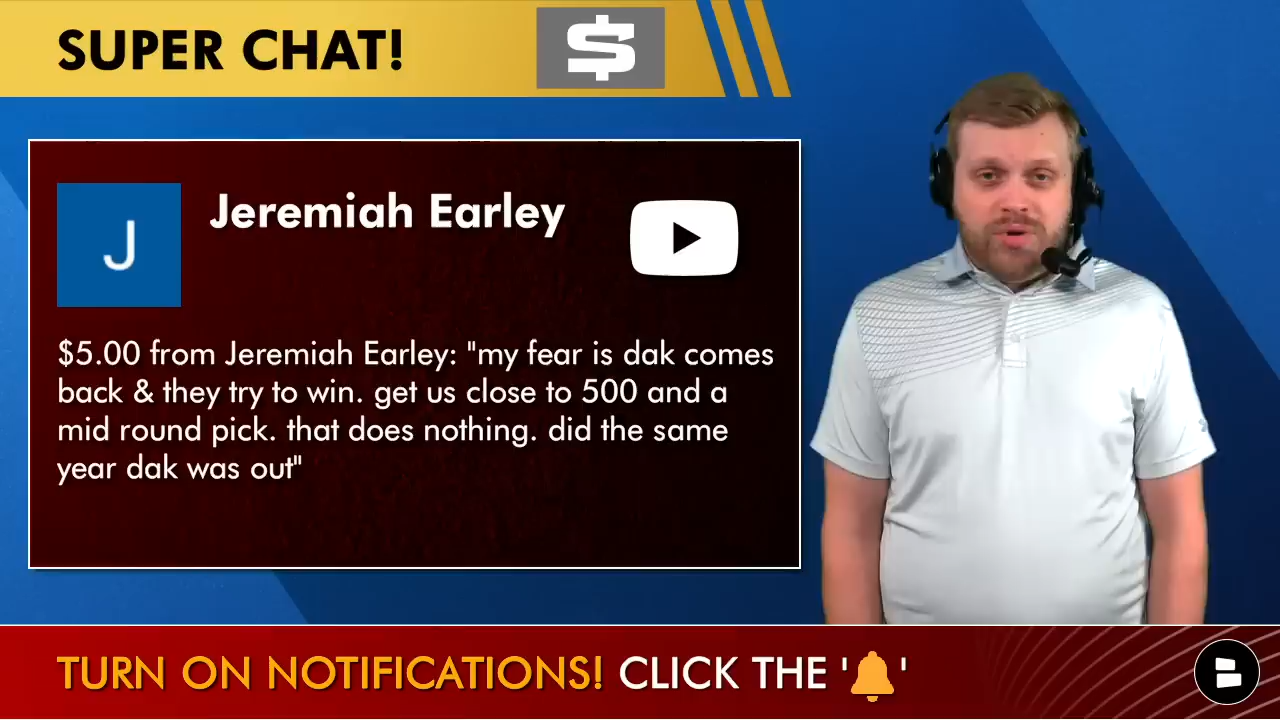 SUPER CHAT!
$
J
Jeremiah Earley
$5.00 from Jeremiah Earley: "my fear is dak comes
back & they try to win. get us close to 500 and a
mid round pick. that does nothing. did the same
year dak was out"
TURN ON NOTIFICATIONS! CLICK THE '🔔'